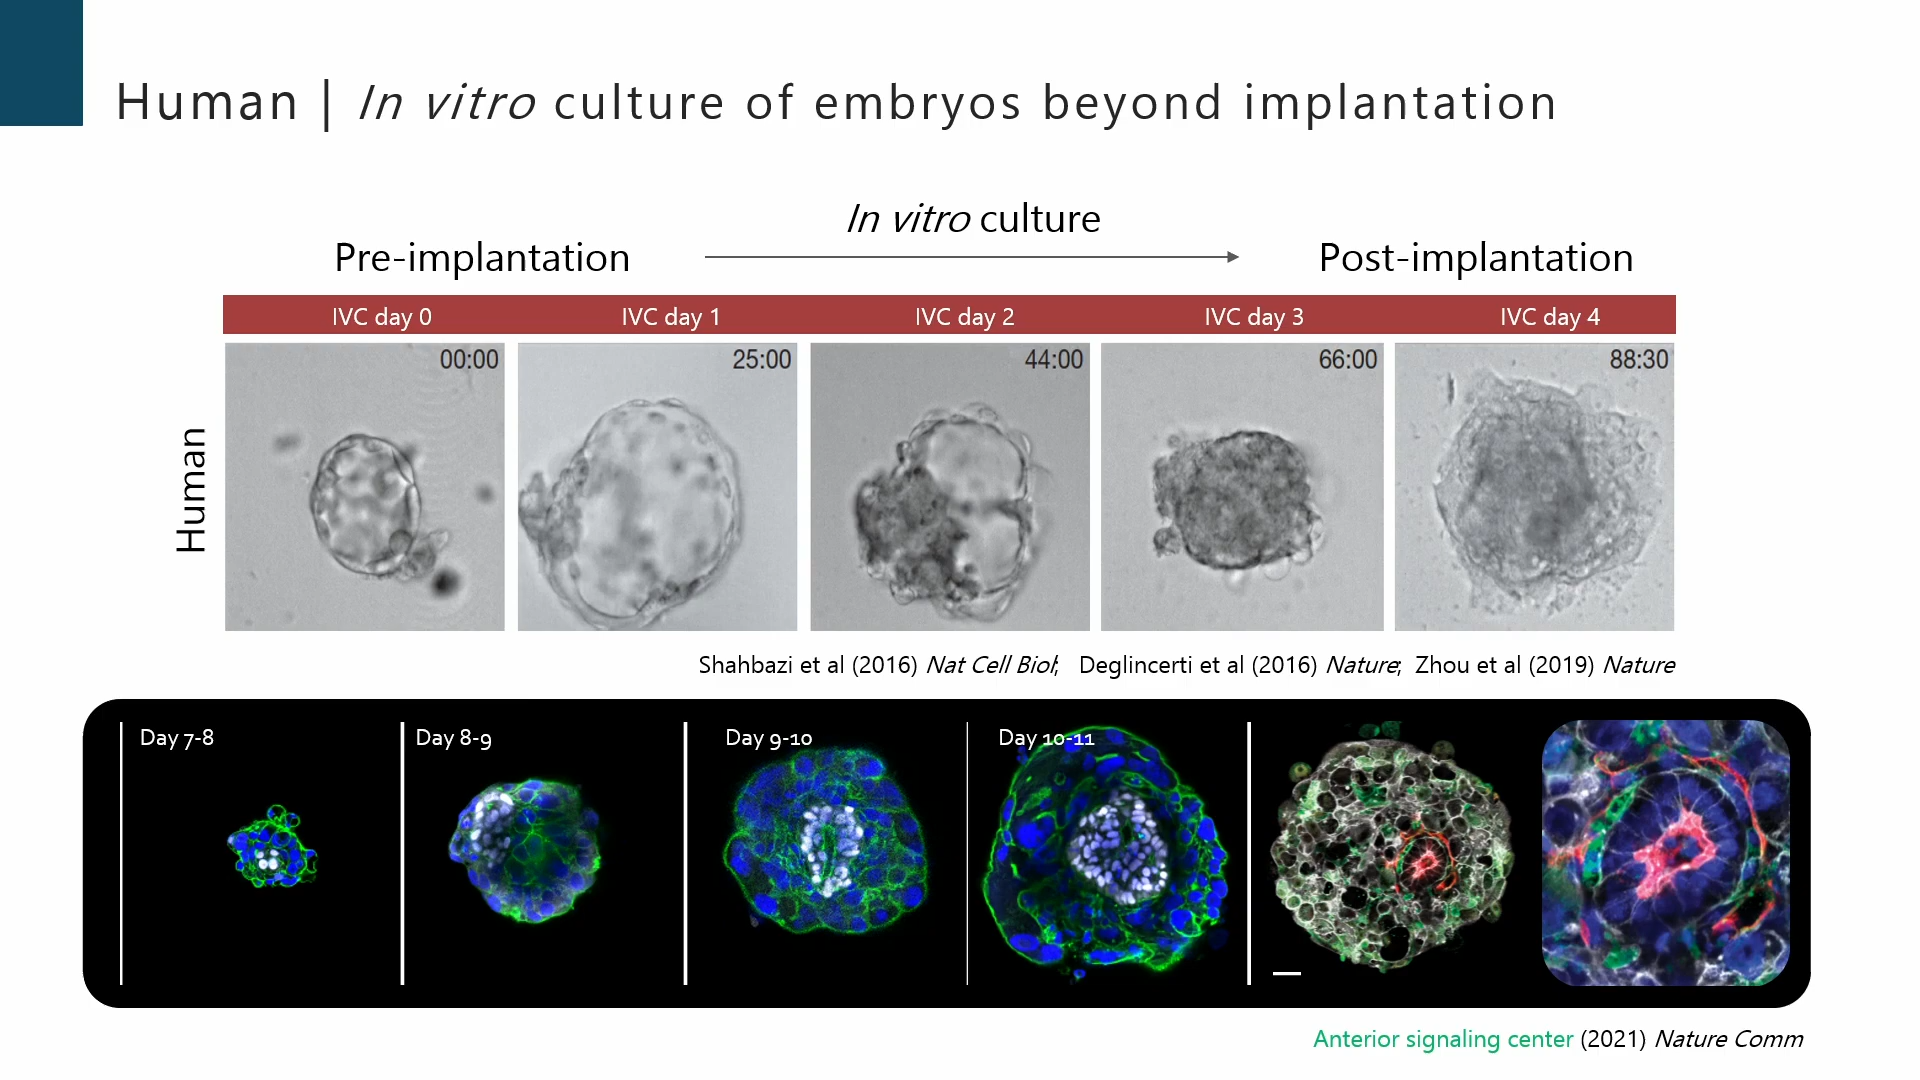 Human | In vitro culture of embryos beyond implantation
In vitro culture
Pre-implantation
Post-implantation
IVC day 0
IVC day 1
IVC day 2
IVC day 3
IVC day 4
00:00
25:00
44:00
66:00
88:30
Human
Shahbazi et al (2016) Nat Cell Biol; Deglincerti et al (2016) Nature; Zhou et al (2019) Nature
Day 7-8
Day 8-9
Day 9-10
Day 10-11
Anterior signaling center (2021) Nature Comm